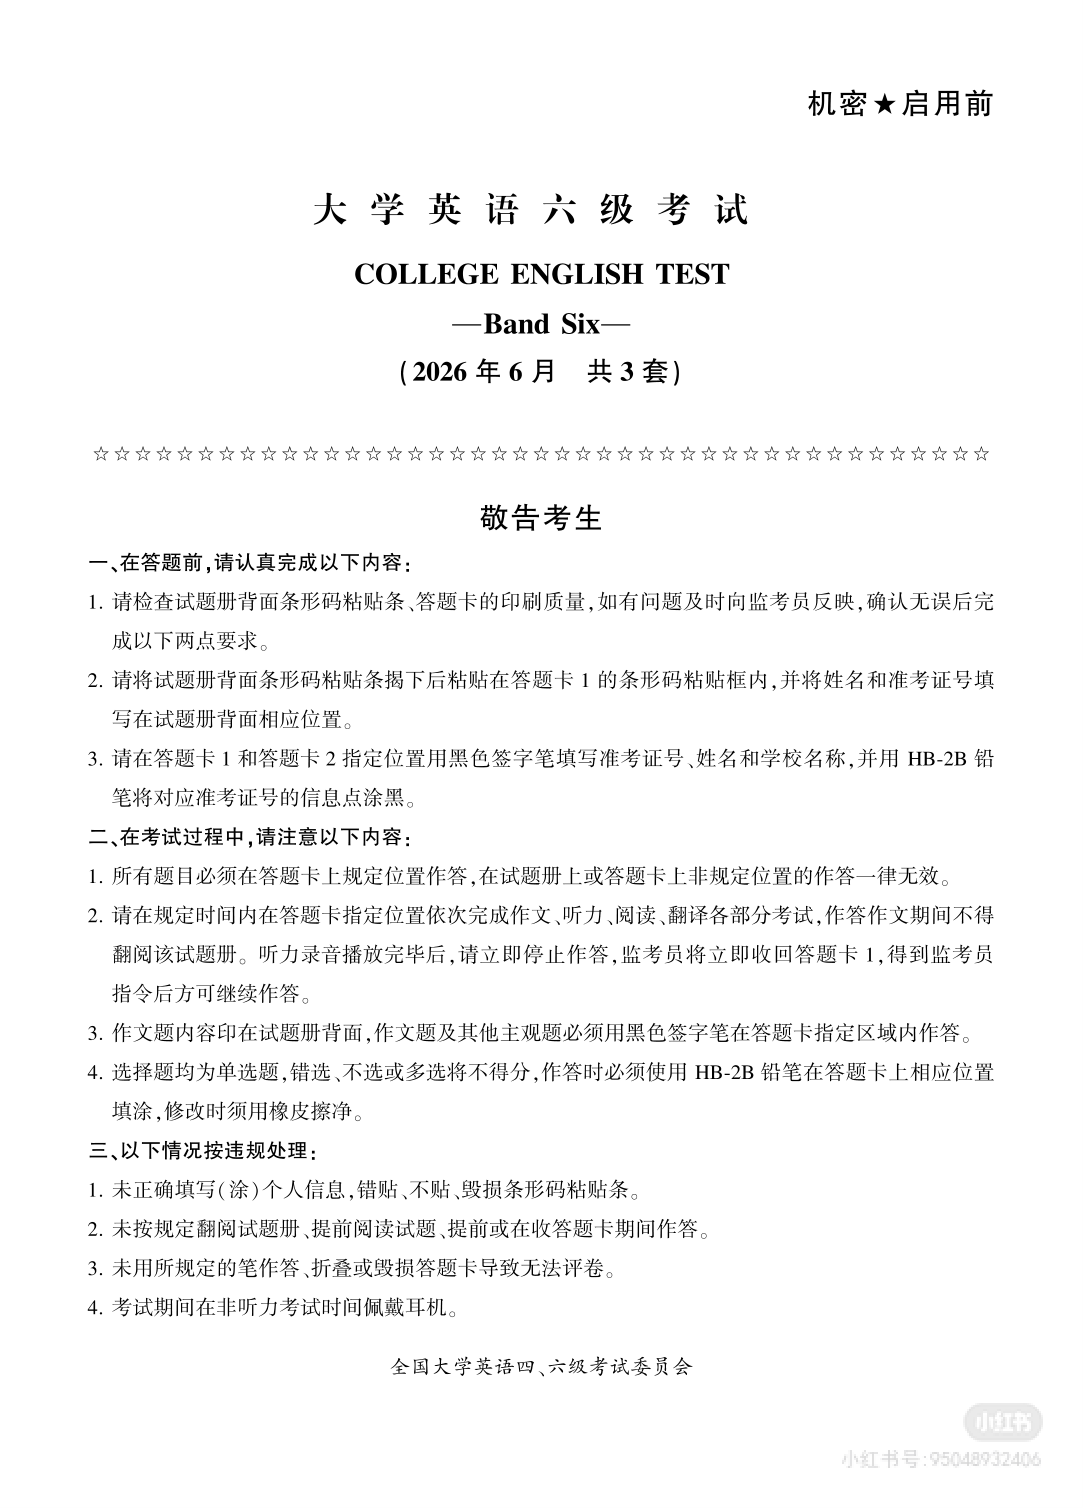 机密★启用前
大学英语六级考试
COLLEGE ENGLISH TEST
—Band Six—
(2026年6月 共3套)
☆☆☆☆☆☆☆☆☆☆☆☆☆☆☆☆☆☆☆☆☆☆☆☆☆☆☆☆☆☆☆☆☆☆☆☆☆☆☆☆☆☆☆
敬告考生
一、在答题前,请认真完成以下内容:
1. 请检查试题册背面条形码粘贴条、答题卡的印刷质量,如有问题及时向监考员反映,确认无误后完
成以下两点要求。
2. 请将试题册背面条形码粘贴条揭下后粘贴在答题卡1的条形码粘贴框内,并将姓名和准考证号填
写在试题册背面相应位置。
3. 请在答题卡1和答题卡2指定位置用黑色签字笔填写准考证号、姓名和学校名称,并用HB-2B铅
笔将对应准考证号的信息点涂黑。
二、在考试过程中,请注意以下内容:
1. 所有题目必须在答题卡上规定位置作答,在试题册上或答题卡上非规定位置的作答一律无效。
2. 请在规定时间内在答题卡指定位置依次完成作文、听力、阅读、翻译各部分考试,作答作文期间不得
翻阅该试题册。听力录音播放完毕后,请立即停止作答,监考员将立即收回答题卡1,得到监考员
指令后方可继续作答。
3. 作文题内容印在试题册背面,作文题及其他主观题必须用黑色签字笔在答题卡指定区域内作答。
4. 选择题均为单选题,错选、不选或多选将不得分,作答时必须使用HB-2B铅笔在答题卡上相应位置
填涂,修改时须用橡皮擦净。
三、以下情况按违规处理:
1. 未正确填写(涂)个人信息,错贴、不贴、毁损条形码粘贴条。
2. 未按规定翻阅试题册、提前阅读试题、提前或在收答题卡期间作答。
3. 未用所规定的笔作答、折叠或毁损答题卡导致无法评卷。
4. 考试期间在非听力考试时间佩戴耳机。
全国大学英语四、六级考试委员会
小红书
小红书号:95048932406